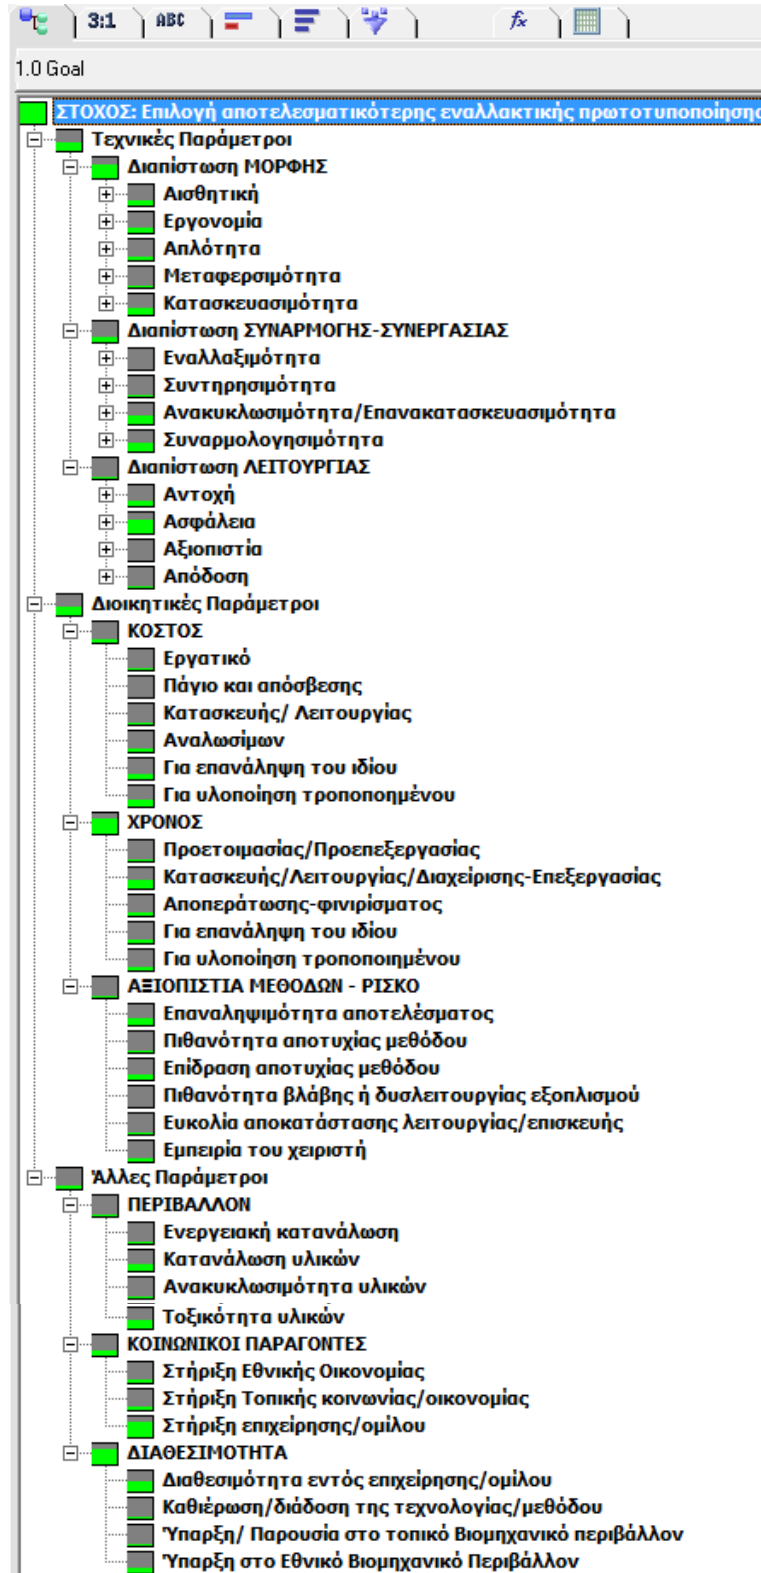 3:1 ABC fx
1.0 Goal
ΣΤΟΧΟΣ: Επιλογή αποτελεσματικότερης εναλλακτικής πρωτοτυποποίησης
Τεχνικές Παράμετροι
Διαπίστωση ΜΟΡΦΗΣ
Αισθητική
Εργονομία
Απλότητα
Μεταφερσιμότητα
Κατασκευασιμότητα
Διαπίστωση ΣΥΝΑΡΜΟΓΗΣ-ΣΥΝΕΡΓΑΣΙΑΣ
Εναλλαξιμότητα
Συντηρησιμότητα
Ανακυκλωσιμότητα/Επανακατασκευασιμότητα
Συναρμολογησιμότητα
Διαπίστωση ΛΕΙΤΟΥΡΓΙΑΣ
Αντοχή
Ασφάλεια
Αξιοπιστία
Απόδοση
Διοικητικές Παράμετροι
ΚΟΣΤΟΣ
Εργατικό
Πάγιο και απόσβεσης
Κατασκευής/ Λειτουργίας
Αναλωσίμων
Για επανάληψη του ιδίου
Για υλοποίηση τροποποημένου
ΧΡΟΝΟΣ
Προετοιμασίας/Προεπεξεργασίας
Κατασκευής/Λειτουργίας/Διαχείρισης-Επεξεργασίας
Αποπεράτωσης-φινιρίσματος
Για επανάληψη του ιδίου
Για υλοποίηση τροποποιημένου
ΑΞΙΟΠΙΣΤΙΑ ΜΕΘΟΔΩΝ - ΡΙΣΚΟ
Επαναληψιμότητα αποτελέσματος
Πιθανότητα αποτυχίας μεθόδου
Επίδραση αποτυχίας μεθόδου
Πιθανότητα βλάβης ή δυσλειτουργίας εξοπλισμού
Ευκολία αποκατάστασης λειτουργίας/επισκευής
Εμπειρία του χειριστή
Άλλες Παράμετροι
ΠΕΡΙΒΑΛΛΟΝ
Ενεργειακή κατανάλωση
Κατανάλωση υλικών
Ανακυκλωσιμότητα υλικών
Τοξικότητα υλικών
ΚΟΙΝΩΝΙΚΟΙ ΠΑΡΑΓΟΝΤΕΣ
Στήριξη Εθνικής Οικονομίας
Στήριξη Τοπικής κοινωνίας/οικονομίας
Στήριξη επιχείρησης/ομίλου
ΔΙΑΘΕΣΙΜΟΤΗΤΑ
Διαθεσιμότητα εντός επιχείρησης/ομίλου
Καθιέρωση/διάδοση της τεχνολογίας/μεθόδου
Ύπαρξη/ Παρουσία στο τοπικό Βιομηχανικό περιβάλλον
Ύπαρξη στο Εθνικό Βιομηχανικό Περιβάλλον